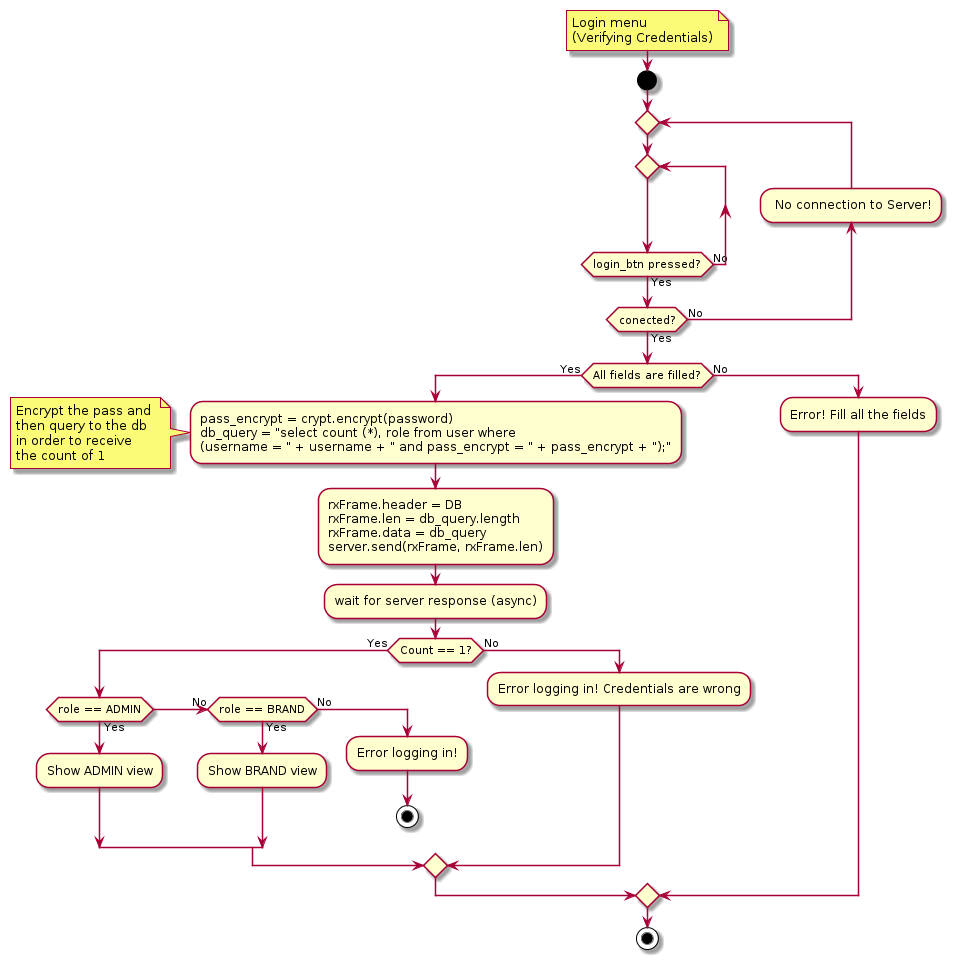 Login menu
(Verifying Credentials)
No connection to Server!
login_btn pressed?
No
Yes
conected?
No
Yes
All fields are filled?
Yes
No
Encrypt the pass and
then query to the db
in order to receive
the count of 1
pass_encrypt = crypt.encrypt(password)
db_query = "select count (*), role from user where
(username = " + username + " and pass_encrypt = " + pass_encrypt + ");"
Error! Fill all the fields
rxFrame.header = DB
rxFrame.len = db_query.length
rxFrame.data = db_query
server.send(rxFrame, rxFrame.len)
wait for server response (async)
Yes
Count == 1?
No
Error logging in! Credentials are wrong
role == ADMIN
No
Yes
role == BRAND
No
Yes
Show ADMIN view
Show BRAND view
Error logging in!